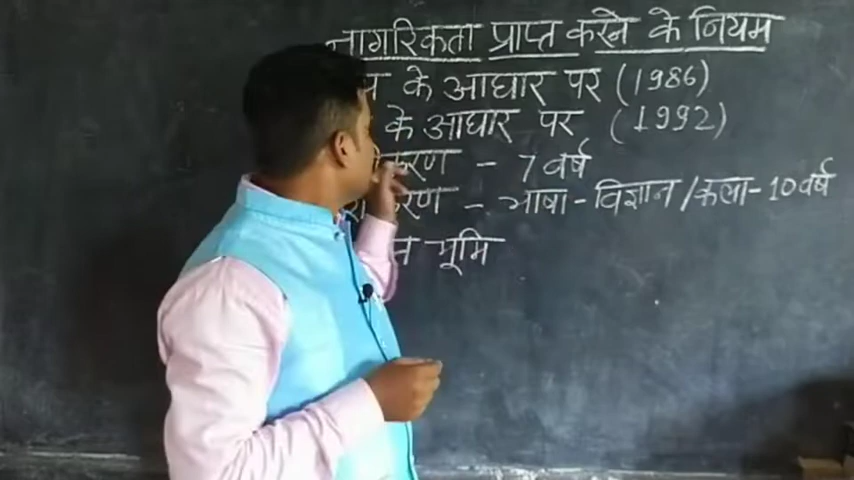 नागरिकता प्राप्त करने के नियम
के आधार पर (1986)
के आधार पर (1992)
करण - 7 वर्ष
करण - भाषा - विज्ञान / कला - 10 वर्ष
भूमि